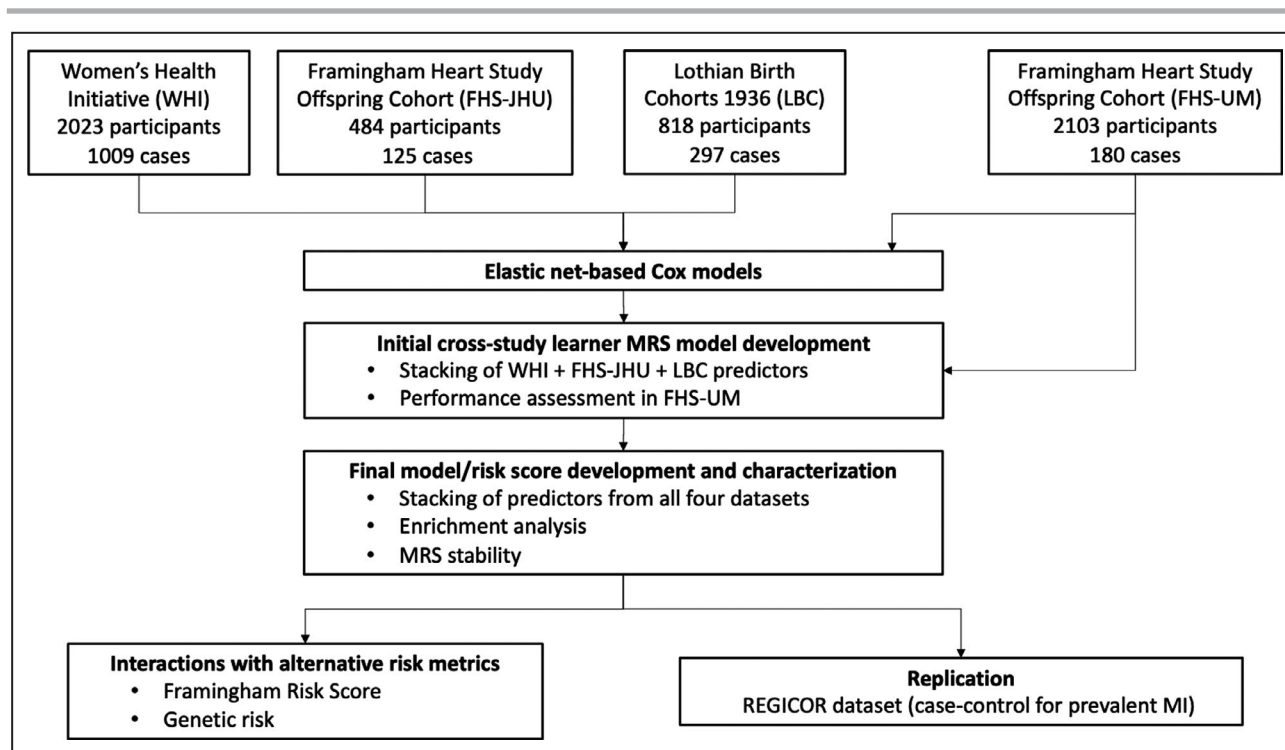 Women's Health
Initiative (WHI)
2023 participants
1009 cases
Framingham Heart Study
Offspring Cohort (FHS-JHU)
484 participants
125 cases
Lothian Birth
Cohorts 1936 (LBC)
818 participants
297 cases
Framingham Heart Study
Offspring Cohort (FHS-UM)
2103 participants
180 cases
Elastic net-based Cox models
Initial cross-study learner MRS model development
• Stacking of WHI + FHS-JHU + LBC predictors
• Performance assessment in FHS-UM
Final model/risk score development and characterization
• Stacking of predictors from all four datasets
• Enrichment analysis
• MRS stability
Interactions with alternative risk metrics
• Framingham Risk Score
• Genetic risk
Replication
REGICOR dataset (case-control for prevalent MI)